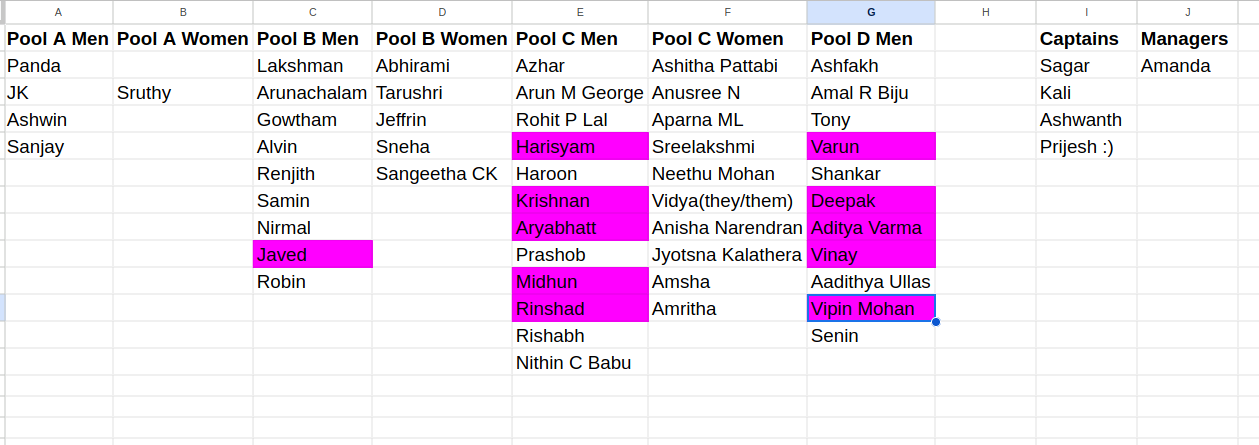 A B C D E F G H I J
Pool A Men Pool A Women Pool B Men Pool B Women Pool C Men Pool C Women Pool D Men Captains Managers
Panda Lakshman Abhirami Azhar Ashitha Pattabi Ashfakh Sagar Amanda
JK Sruthy Arunachalam Tarushri Arun M George Anusree N Amal R Biju Kali
Ashwin Gowtham Jeffrin Rohit P Lal Aparna ML Tony Ashwanth
Sanjay Alvin Sneha Harisyam Sreelakshmi Varun Prijesh :)
Renjith Sangeetha CK Haroon Neethu Mohan Shankar
Samin Krishnan Vidya(they/them) Deepak
Nirmal Aryabhatt Anisha Narendran Aditya Varma
Javed Prashob Jyotsna Kalathera Vinay
Robin Midhun Amsha Aadithya Ullas
Rinshad Amritha Vipin Mohan
Rishabh Senin
Nithin C Babu